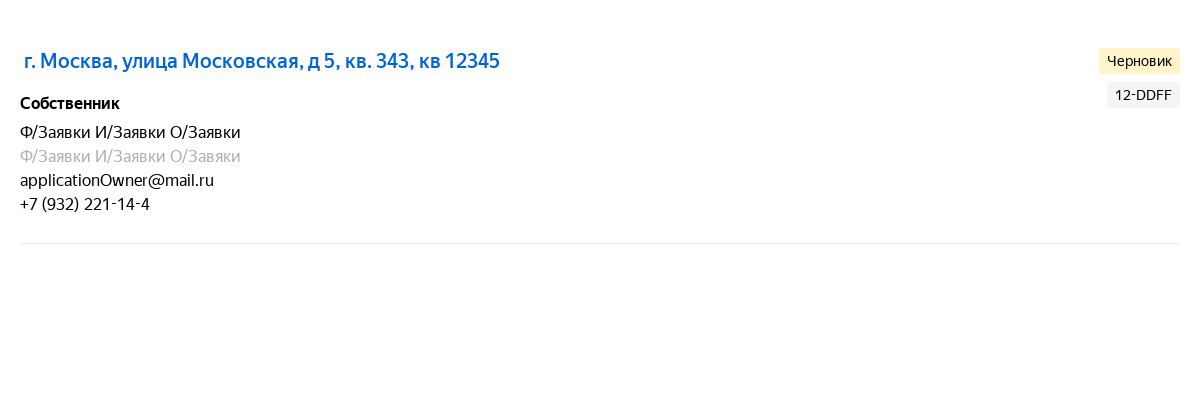 г. Москва, улица Московская, д 5, кв. 343, кв 12345
Черновик
12-DDFF
Собственник
Ф/Заявки И/Заявки О/Заявки
Ф/Заявки И/Заявки О/Завяки
applicationOwner@mail.ru
+7 (932) 221-14-4